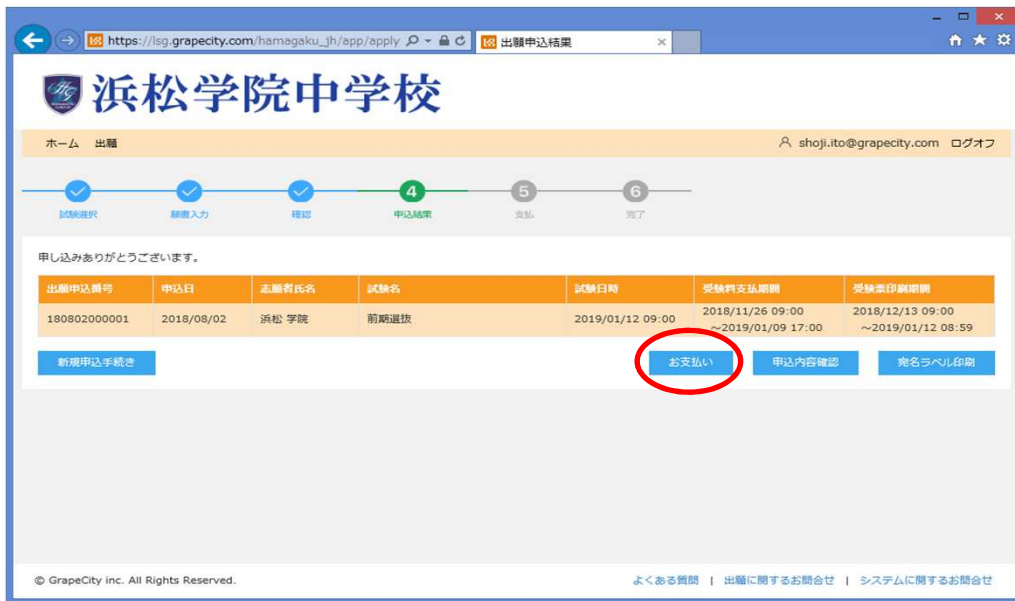 https://lsg.grapecity.com/hamagaku_jh/app/apply
出願申込結果
浜松学院中学校
ホーム 出願 shoji.ito@grapecity.com ログオフ
4 5 6
試験選択 願書入力 確認 申込結果 支払 完了
申し込みありがとうございます。
出願申込番号 申込日 志願者氏名 試験名 試験日時 受験料支払期間 受験票印刷期間
180802000001 2018/08/02 浜松 学院 前期選抜 2019/01/12 09:00 2018/11/26 09:00 2018/12/13 09:00
~2019/01/09 17:00 ~2019/01/12 08:59
新規申込手続き お支払い 申込内容確認 宛名ラベル印刷
© GrapeCity inc. All Rights Reserved. よくある質問 | 出願に関するお問合せ | システムに関するお問合せ